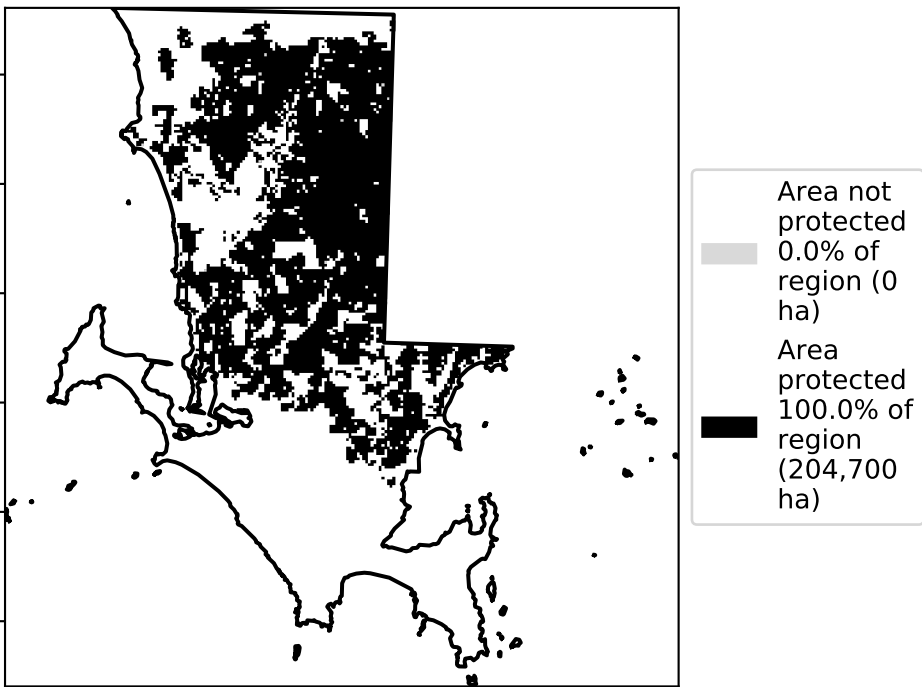 Area not
protected
0.0% of
region (0
ha)
Area
protected
100.0% of
region
(204,700
ha)